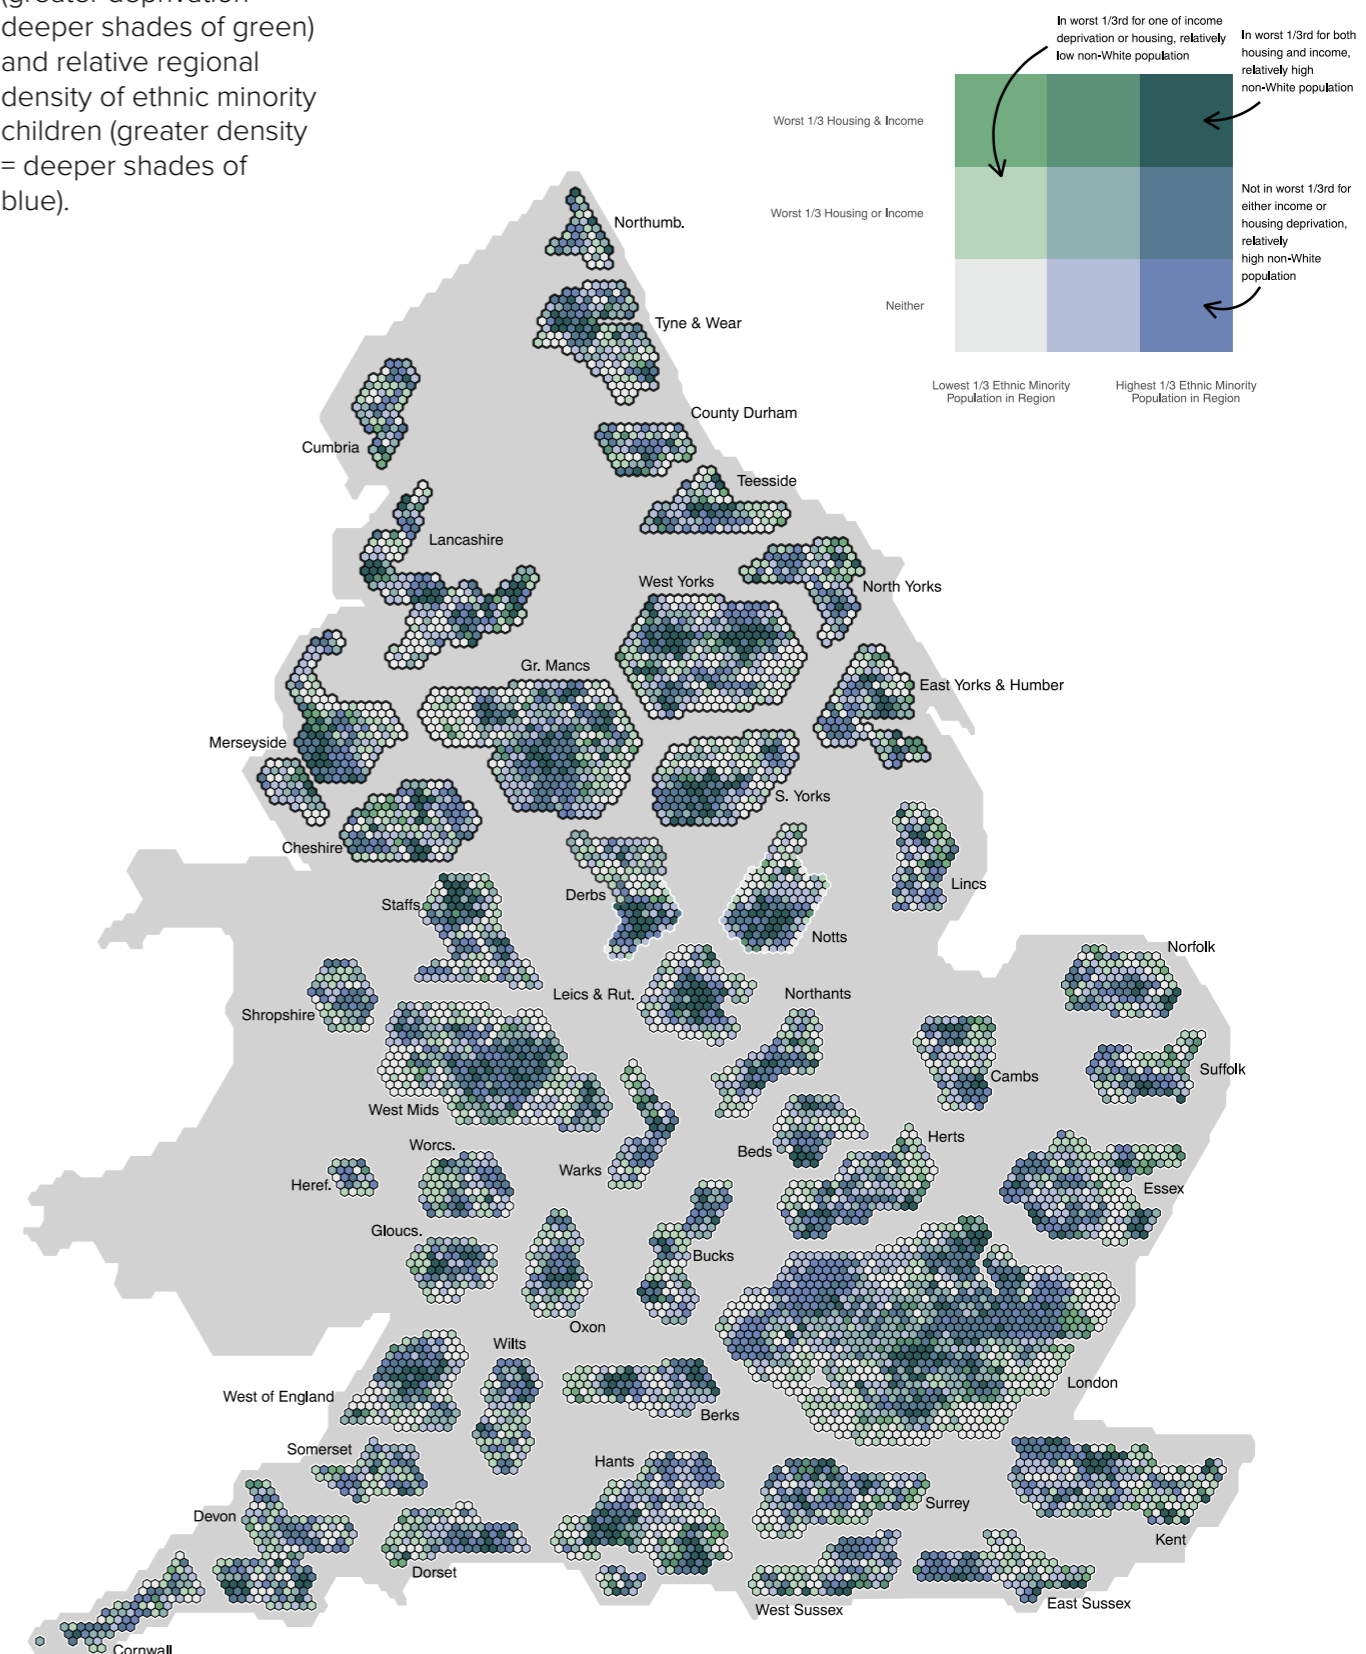 (greater deprivation
deeper shades of green)
and relative regional
density of ethnic minority
children (greater density
= deeper shades of
blue).
In worst 1/3rd for one of income
deprivation or housing, relatively
low non-White population
In worst 1/3rd for both
housing and income,
relatively high
non-White population
Worst 1/3 Housing & Income
Worst 1/3 Housing or Income
Not in worst 1/3rd for
either income or
housing deprivation,
relatively
high non-White
population
Neither
Lowest 1/3 Ethnic Minority
Population in Region
Highest 1/3 Ethnic Minority
Population in Region
Northumb.
Tyne & Wear
County Durham
Cumbria
Teesside
Lancashire
West Yorks
North Yorks
Gr. Mancs
East Yorks & Humber
Merseyside
S. Yorks
Cheshire
Lincs
Derbs
Staffs
Notts
Norfolk
Leics & Rut.
Northants
Shropshire
Suffolk
Cambs
West Mids
Herts
Worcs.
Beds
Warks
Heref.
Essex
Gloucs.
Bucks
Oxon
Wilts
London
West of England
Berks
Somerset
Hants
Surrey
Devon
Kent
Dorset
East Sussex
West Sussex
Cornwall